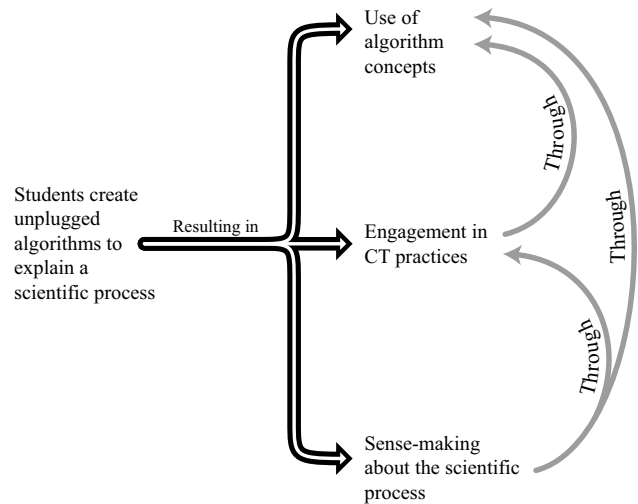 Use of
algorithm
concepts
Through
Students create
unplugged
algorithms to
explain a
scientific process
Resulting in
Engagement in
CT practices
Through
Through
Sense-making
about the scientific
process